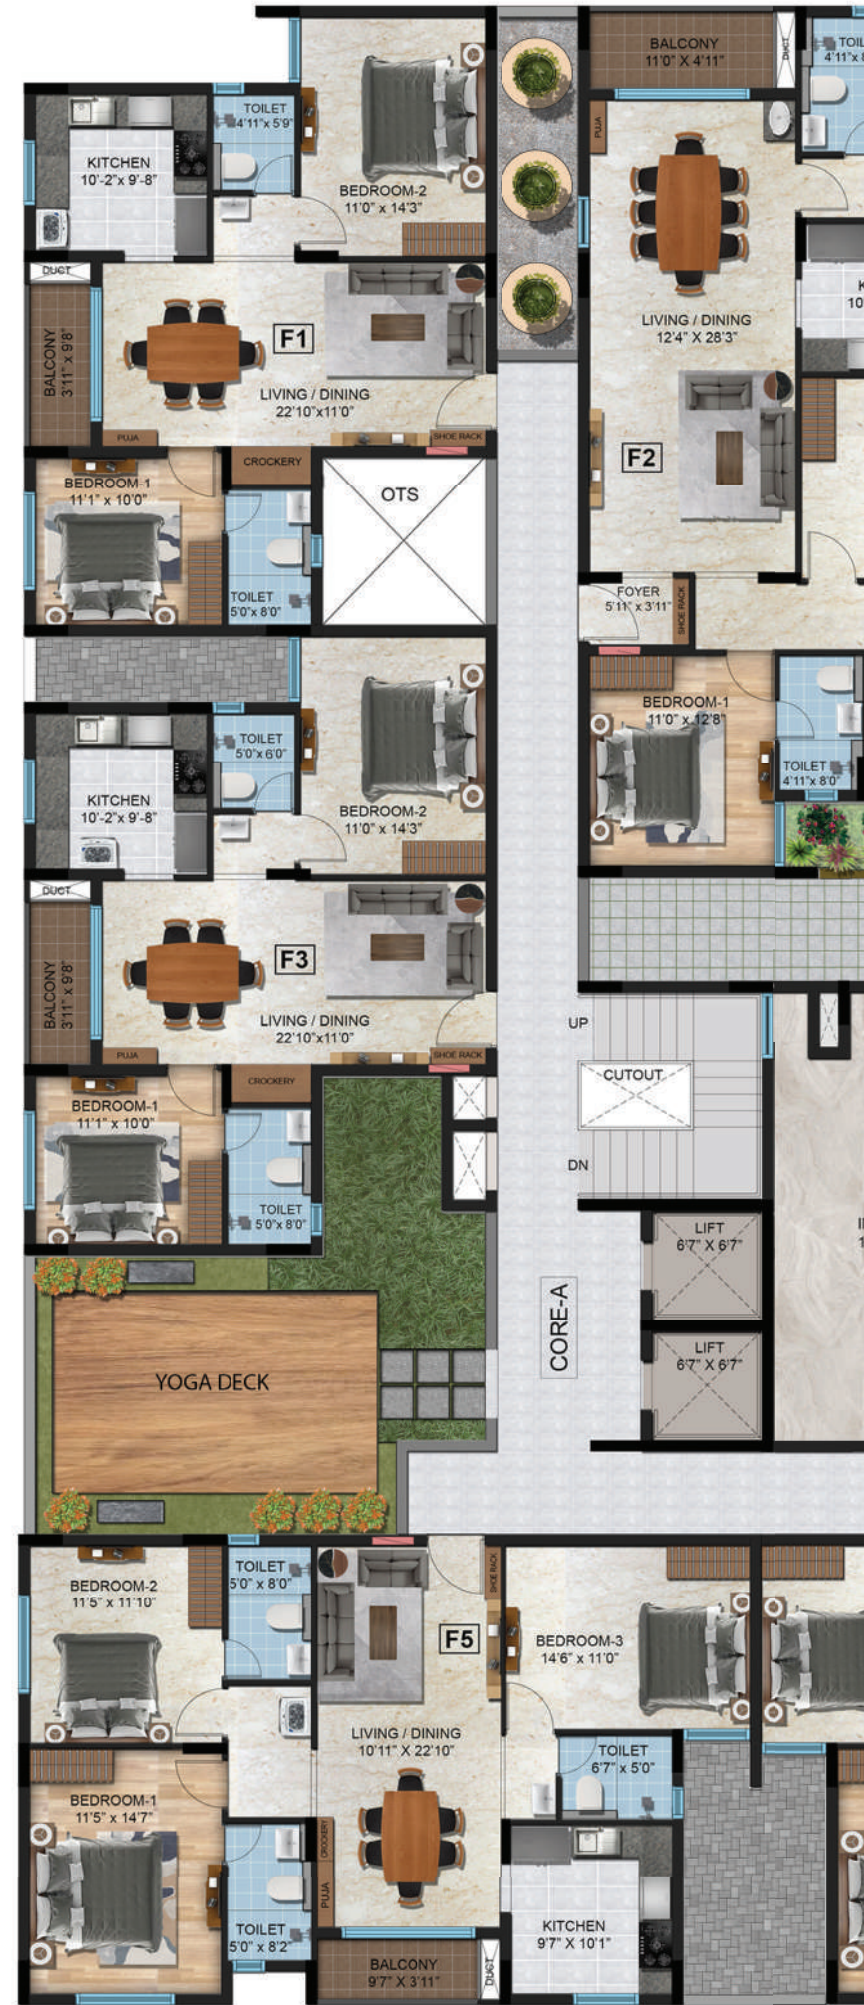 BALCONY
11'0" X 4'11"
DUCT
4'11"x 8
TOILET
4'11"x 5'9"
KITCHEN
10'-2"x 9'-8"
BEDROOM-2
11'0" x 14'3"
PUJA
DUCT
BALCONY
3'11" x 9'8"
F1
LIVING / DINING
22'10"x11'0"
PUJA
SHOE RACK
LIVING / DINING
12'4" X 28'3"
K
10
F2
CROCKERY
BEDROOM-1
11'1" x 10'0"
OTS
TOILET
5'0"x 8'0"
FOYER
5'11" x 3'11"
SHOE RACK
BEDROOM-1
11'0" x 12'8"
TOILET
4'11"x 8'0"
TOILET
5'0"x 6'0"
KITCHEN
10'-2"x 9'-8"
BEDROOM-2
11'0" x 14'3"
DUCT
BALCONY
3'11" x 9'8"
F3
LIVING / DINING
22'10"x11'0"
PUJA
SHOE RACK
UP
CUTOUT
DN
CROCKERY
BEDROOM-1
11'1" x 10'0"
TOILET
5'0"x 8'0"
LIFT
6'7" X 6'7"
CORE-A
LIFT
6'7" X 6'7"
YOGA DECK
BEDROOM-2
11'5" x 11'10"
TOILET
5'0" x 8'0"
SHOE RACK
F5
BEDROOM-3
14'6" x 11'0"
LIVING / DINING
10'11" X 22'10"
TOILET
6'7" x 5'0"
BEDROOM-1
11'5" x 14'7"
CROCKERY
PUJA
TOILET
5'0" x 8'2"
KITCHEN
9'7" X 10'1"
BALCONY
9'7" X 3'11"
DUCT